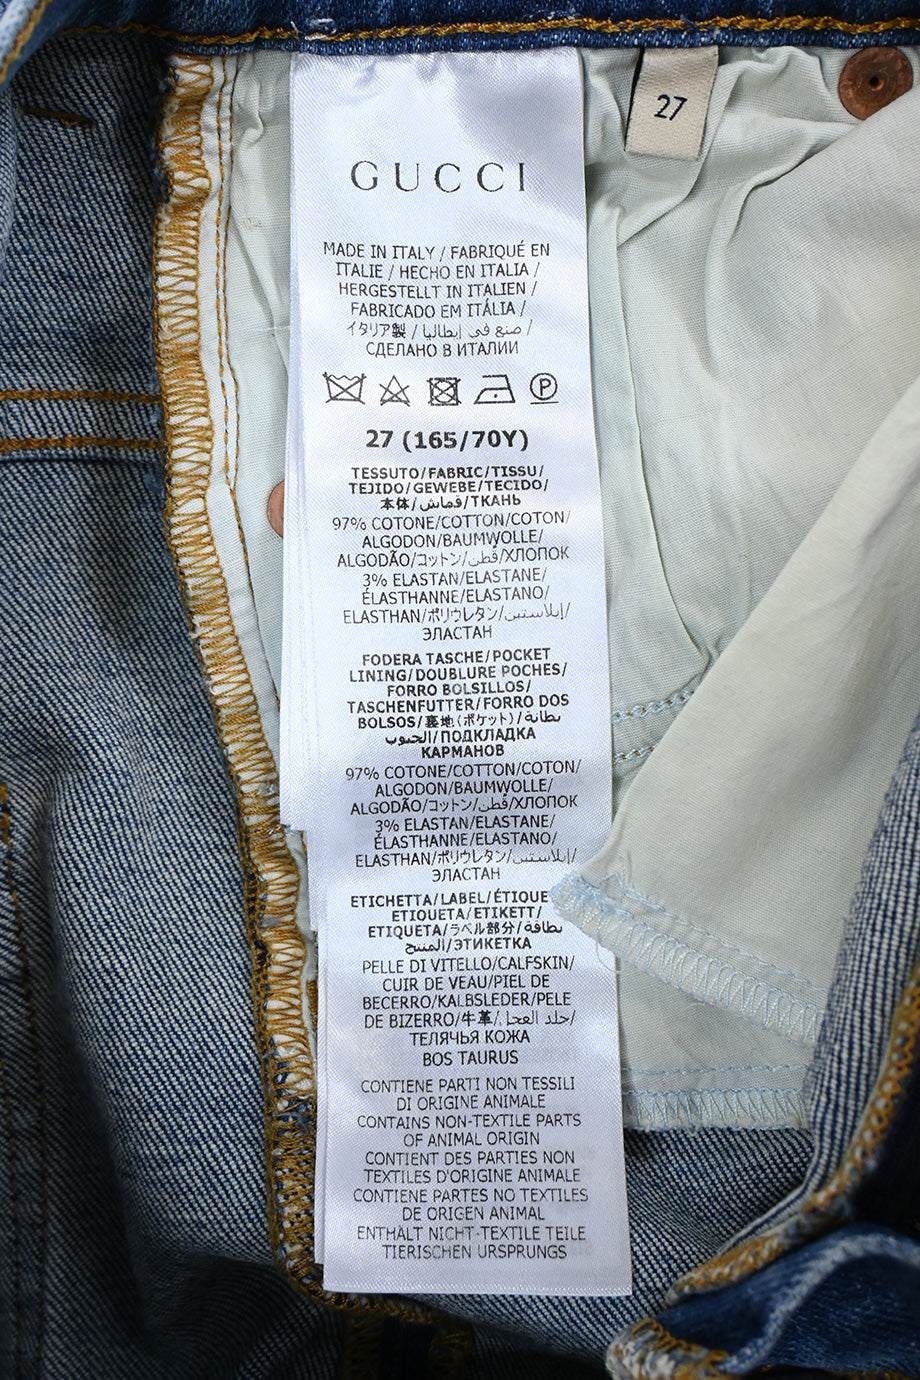 GUCCI
27
MADE IN ITALY / FABRIQUÉ EN
ITALIE / HECHO EN ITALIA /
HERGESTELLT IN ITALIEN /
FABRICADO EM ITÁLIA /
イタリア製 / صنع في إيطاليا /
СДЕЛАНО В ИТАЛИИ
P
27 (165/70Y)
TESSUTO/FABRIC/TISSU/
TEJIDO/GEWEBE/TECIDO/
本体/قماش/ТКАНЬ
97% COTONE/COTTON/COTON/
ALGODON/BAUMWOLLE/
ALGODÃO/コットン/قطن/ХЛОПОК
3% ELASTAN/ELASTANE/
ÉLASTHANNE/ELASTANO/
ELASTHAN/ポリウレタン/إيلاستين/
ЭЛАСТАН
FODERA TASCHE/POCKET
LINING/DOUBLURE POCHES/
FORRO BOLSILLOS/
TASCHENFUTTER/FORRO DOS
BOLSOS/裏地(ポケット)/بطانة
الجيوب/ПОДКЛАДКА
КАРМАНОВ
97% COTONE/COTTON/COTON/
ALGODON/BAUMWOLLE/
ALGODÃO/コットン/قطن/ХЛОПОК
3% ELASTAN/ELASTANE/
ÉLASTHANNE/ELASTANO/
ELASTHAN/ポリウレタン/إيلاستين/
ЭЛАСТАН
ETICHETTA/LABEL/ÉTIQUE
ETIQUETA/ETIKETT/
ETIQUETA/ラベル部分/بطاقة
المنتج/ЭТИКЕТКА
PELLE DI VITELLO/CALFSKIN/
CUIR DE VEAU/PIEL DE
BECERRO/KALBSLEDER/PELE
DE BIZERRO/牛革/جلد العجل/
ТЕЛЯЧЬЯ КОЖА
BOS TAURUS
CONTIENE PARTI NON TESSILI
DI ORIGINE ANIMALE
CONTAINS NON-TEXTILE PARTS
OF ANIMAL ORIGIN
CONTIENT DES PARTIES NON
TEXTILES D'ORIGINE ANIMALE
CONTIENE PARTES NO TEXTILES
DE ORIGEN ANIMAL
ENTHÄLT NICHT-TEXTILE TEILE
TIERISCHEN URSPRUNGS